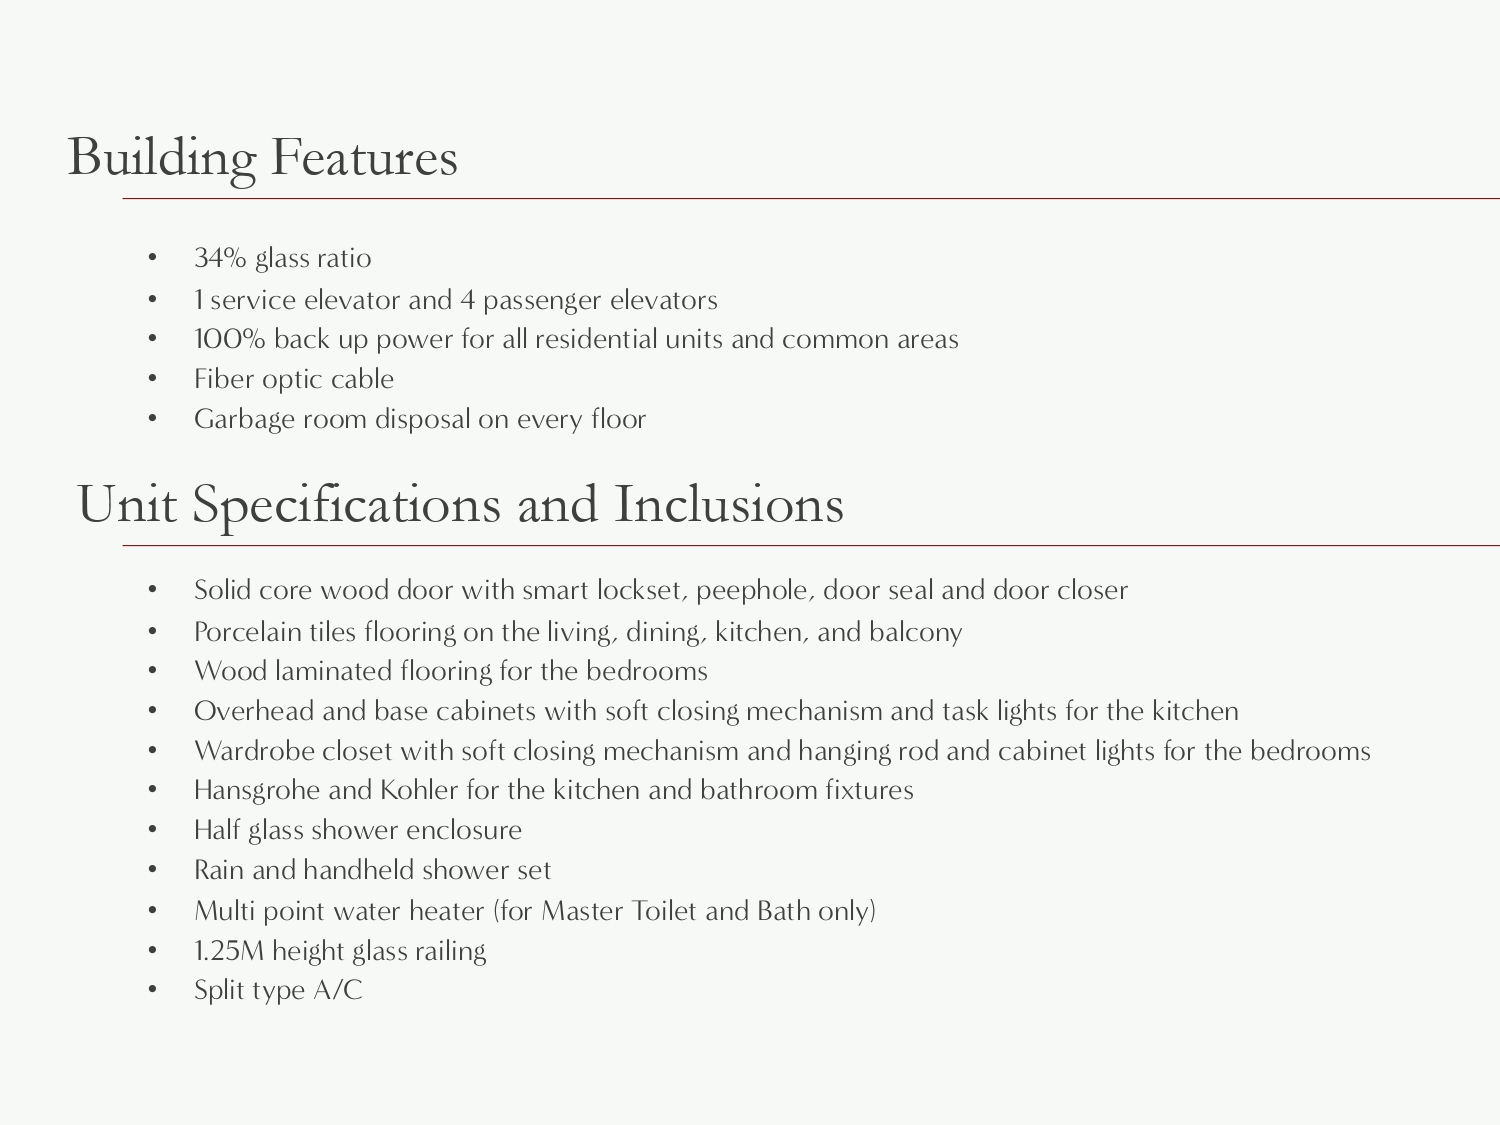 Building Features
• 34% glass ratio
• 1 service elevator and 4 passenger elevators
• 100% back up power for all residential units and common areas
• Fiber optic cable
• Garbage room disposal on every floor
Unit Specifications and Inclusions
• Solid core wood door with smart lockset, peephole, door seal and door closer
• Porcelain tiles flooring on the living, dining, kitchen, and balcony
• Wood laminated flooring for the bedrooms
• Overhead and base cabinets with soft closing mechanism and task lights for the kitchen
• Wardrobe closet with soft closing mechanism and hanging rod and cabinet lights for the bedrooms
• Hansgrohe and Kohler for the kitchen and bathroom fixtures
• Half glass shower enclosure
• Rain and handheld shower set
• Multi point water heater (for Master Toilet and Bath only)
• 1.25M height glass railing
• Split type A/C